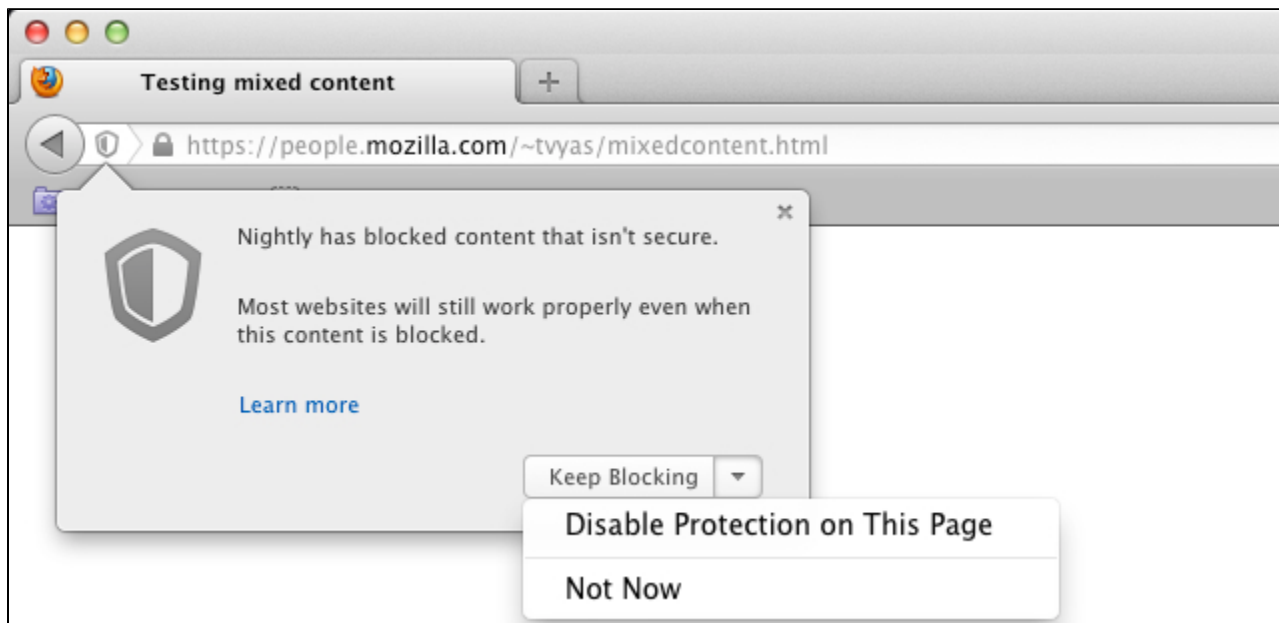 Testing mixed content
https://people.mozilla.com/~tvyas/mixedcontent.html
Nightly has blocked content that isn't secure.
Most websites will still work properly even when
this content is blocked.
Learn more
Keep Blocking
Disable Protection on This Page
Not Now